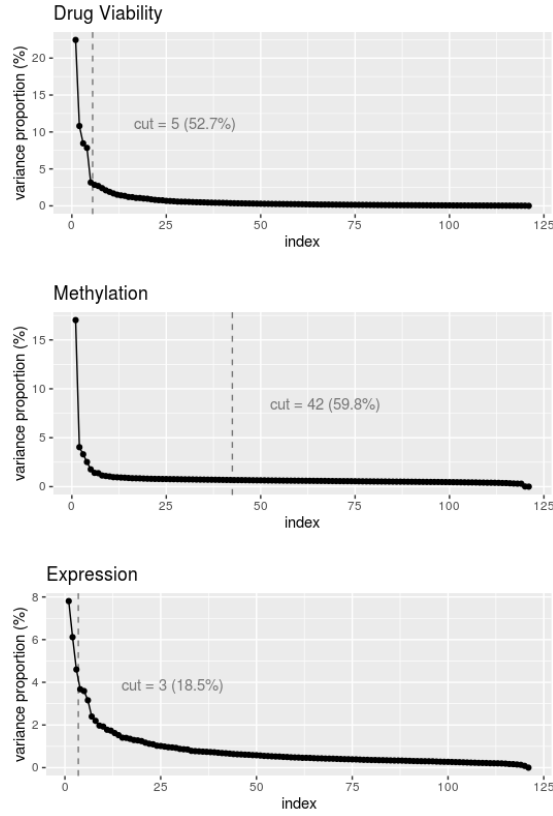 Drug Viability
variance proportion (%)
20
15
10
5
0
cut = 5 (52.7%)
0 25 50 75 100 125
index
Methylation
variance proportion (%)
15
10
5
0
cut = 42 (59.8%)
0 25 50 75 100 125
index
Expression
variance proportion (%)
8
6
4
2
0
cut = 3 (18.5%)
0 25 50 75 100 125
index